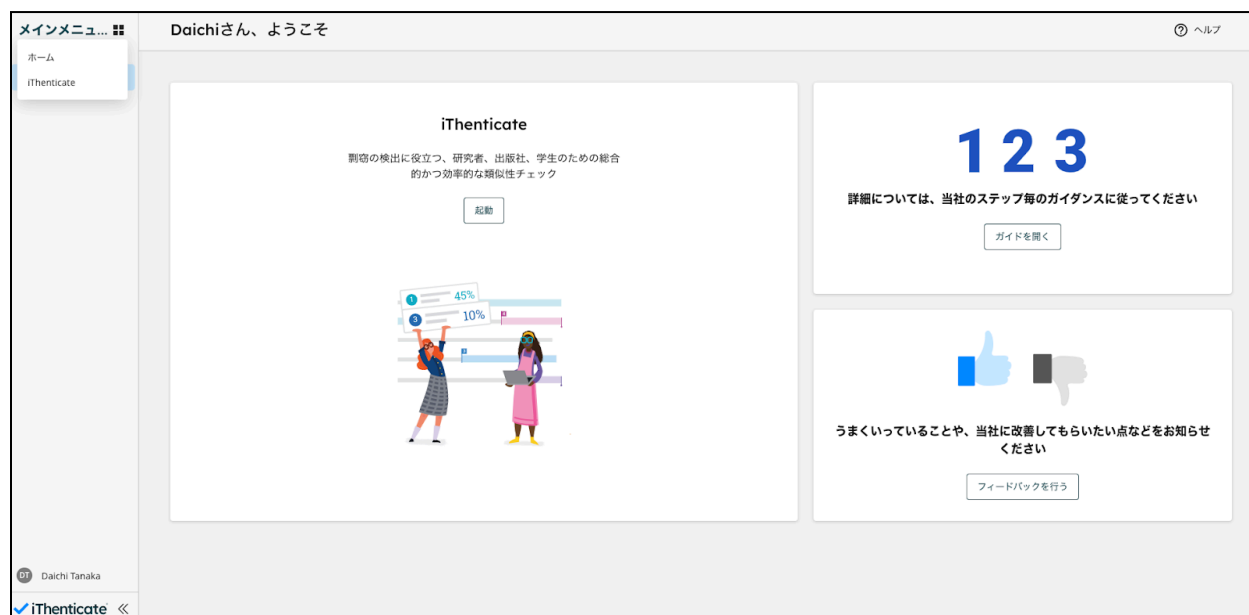 メインメニュ...
Daichiさん、ようこそ
ヘルプ
ホーム
iThenticate
iThenticate
剽窃の検出に役立つ、研究者、出版社、学生のための総合
的かつ効率的な類似性チェック
起動
1 45%
3 10%
1 2 3
詳細については、当社のステップ毎のガイダンスに従ってください
ガイドを開く
うまくいっていることや、当社に改善してもらいたい点などをお知らせ
ください
フィードバックを行う
DT Daichi Tanaka
iThenticate